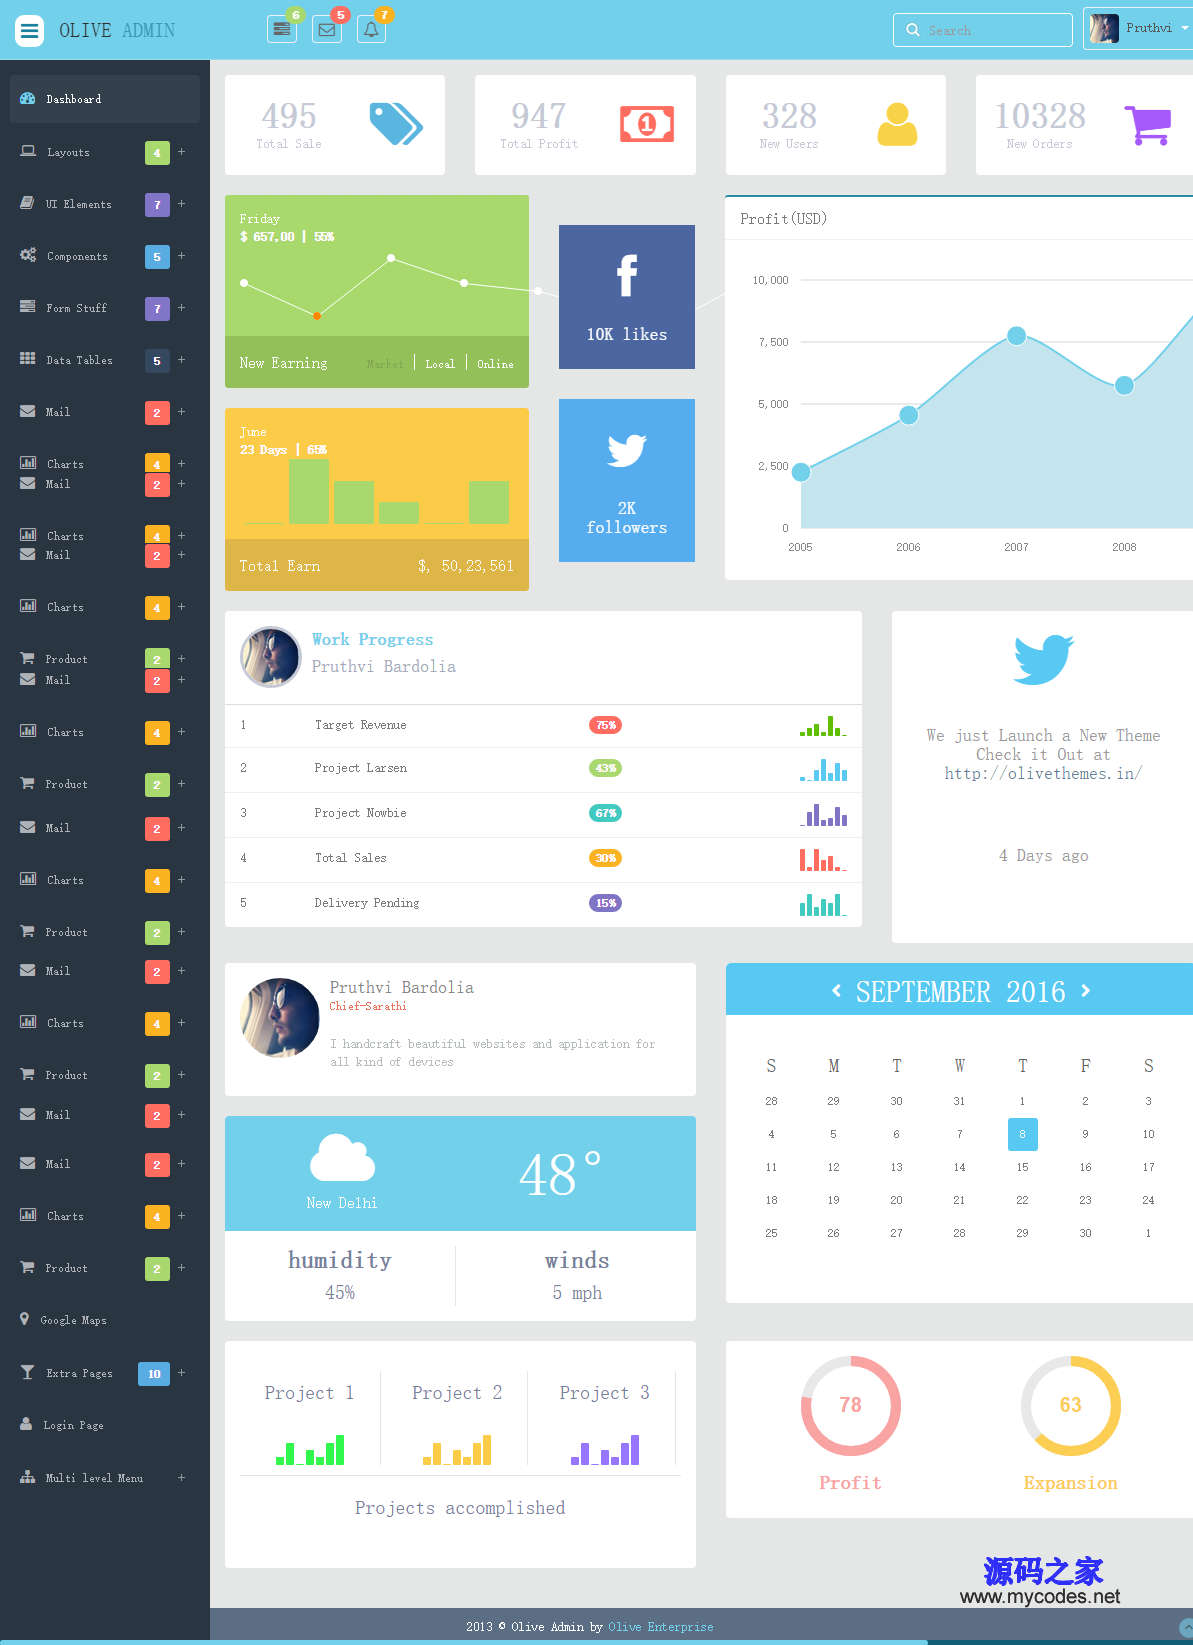 OLIVE ADMIN
6
5
7
Search
Pruthvi
Dashboard
Layouts 4 +
UI Elements 7 +
Components 5 +
Form Stuff 7 +
Data Tables 5 +
Mail 2 +
Charts 4 +
Mail 2 +
Charts 4 +
Mail 2 +
Charts 4 +
Product 2 +
Mail 2 +
Charts 4 +
Product 2 +
Mail 2 +
Charts 4 +
Product 2 +
Mail 2 +
Charts 4 +
Product 2 +
Mail 2 +
Mail 2 +
Charts 4 +
Product 2 +
Google Maps
Extra Pages 10 +
Login Page
Multi level Menu +
495
Total Sale
947
Total Profit
1
328
New Users
10328
New Orders
Friday
$ 657,00 | 55%
New Earning
Market | Local | Online
June
23 Days | 65%
Total Earn $, 50,23,561
10K likes
2K
followers
Profit(USD)
10,000
7,500
5,000
2,500
0
2005 2006 2007 2008
Work Progress
Pruthvi Bardolia
1 Target Revenue 75%
2 Project Larsen 43%
3 Project Nowbie 67%
4 Total Sales 30%
5 Delivery Pending 15%
We just Launch a New Theme
Check it Out at
http://olivethemes.in/
4 Days ago
Pruthvi Bardolia
Chief-Sarathi
I handcraft beautiful websites and application for
all kind of devices
New Delhi
48°
humidity
45%
winds
5 mph
SEPTEMBER 2016
S M T W T F S
28 29 30 31 1 2 3
4 5 6 7 8 9 10
11 12 13 14 15 16 17
18 19 20 21 22 23 24
25 26 27 28 29 30 1
Project 1 Project 2 Project 3
Projects accomplished
78
Profit
63
Expansion
源码之家
www.mycodes.net
2013 © Olive Admin by Olive Enterprise